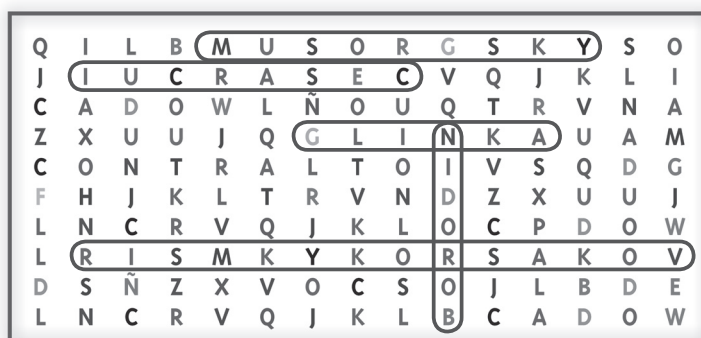 Q I L B M U S O R G S K Y S O
J I U C R A S E C V Q J K L I
C A D O W L Ñ O U Q T R V N A
Z X U U J Q G L I N K A U A M
C O N T R A L T O I V S Q D G
F H J K L T R V N D Z X U U J
L N C R V Q J K L O C P D O W
L R I S M K Y K O R S A K O V
D S Ñ Z X V O C S O J L B D E
L N C R V Q J K L B C A D O W